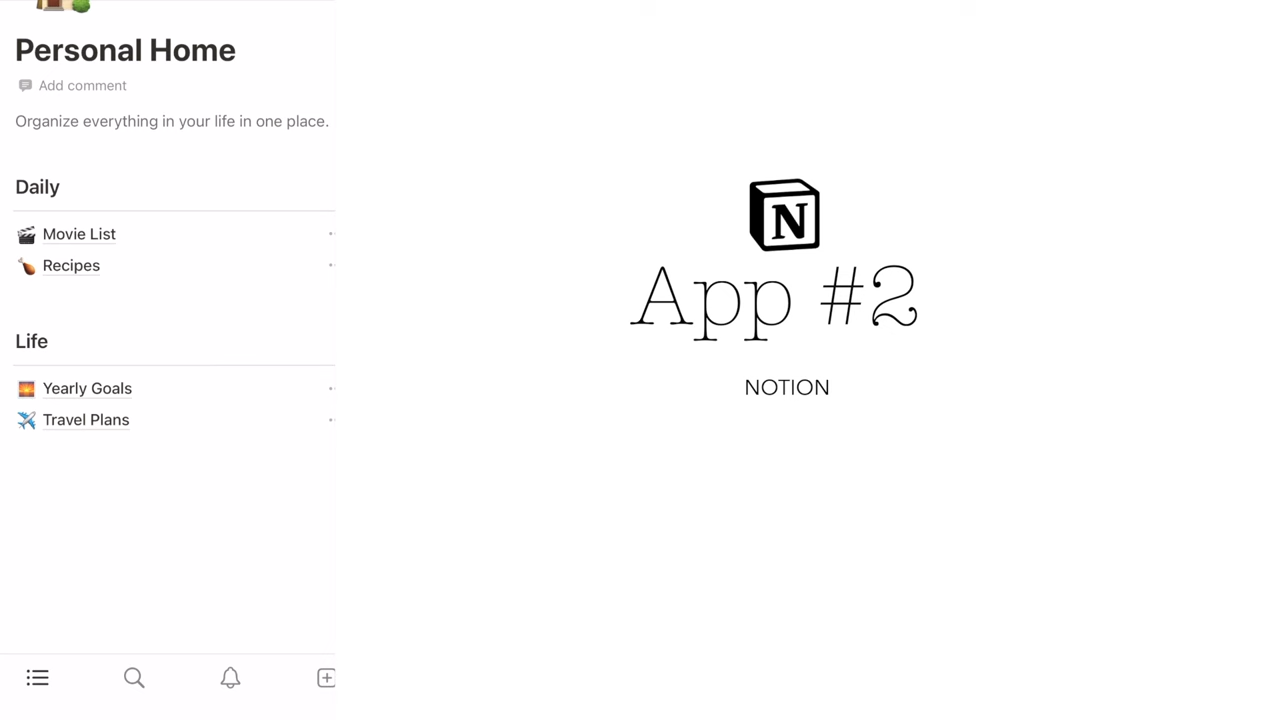 Personal Home
Add comment
Organize everything in your life in one place.
Daily
Movie List
Recipes
Life
Yearly Goals
Travel Plans
N
App #2
NOTION